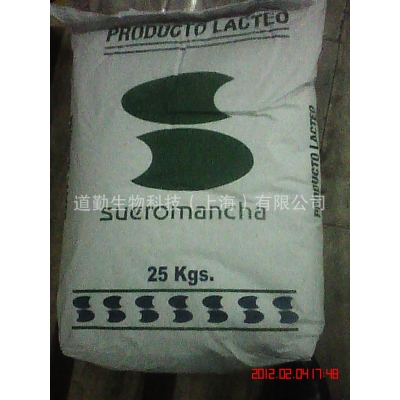 PRODUCTO LACTEO
PRODUCTO LACTEO
道勤生物科技（上海）有限公司
sueromancha
25 Kgs.
2012.02.04 17:48